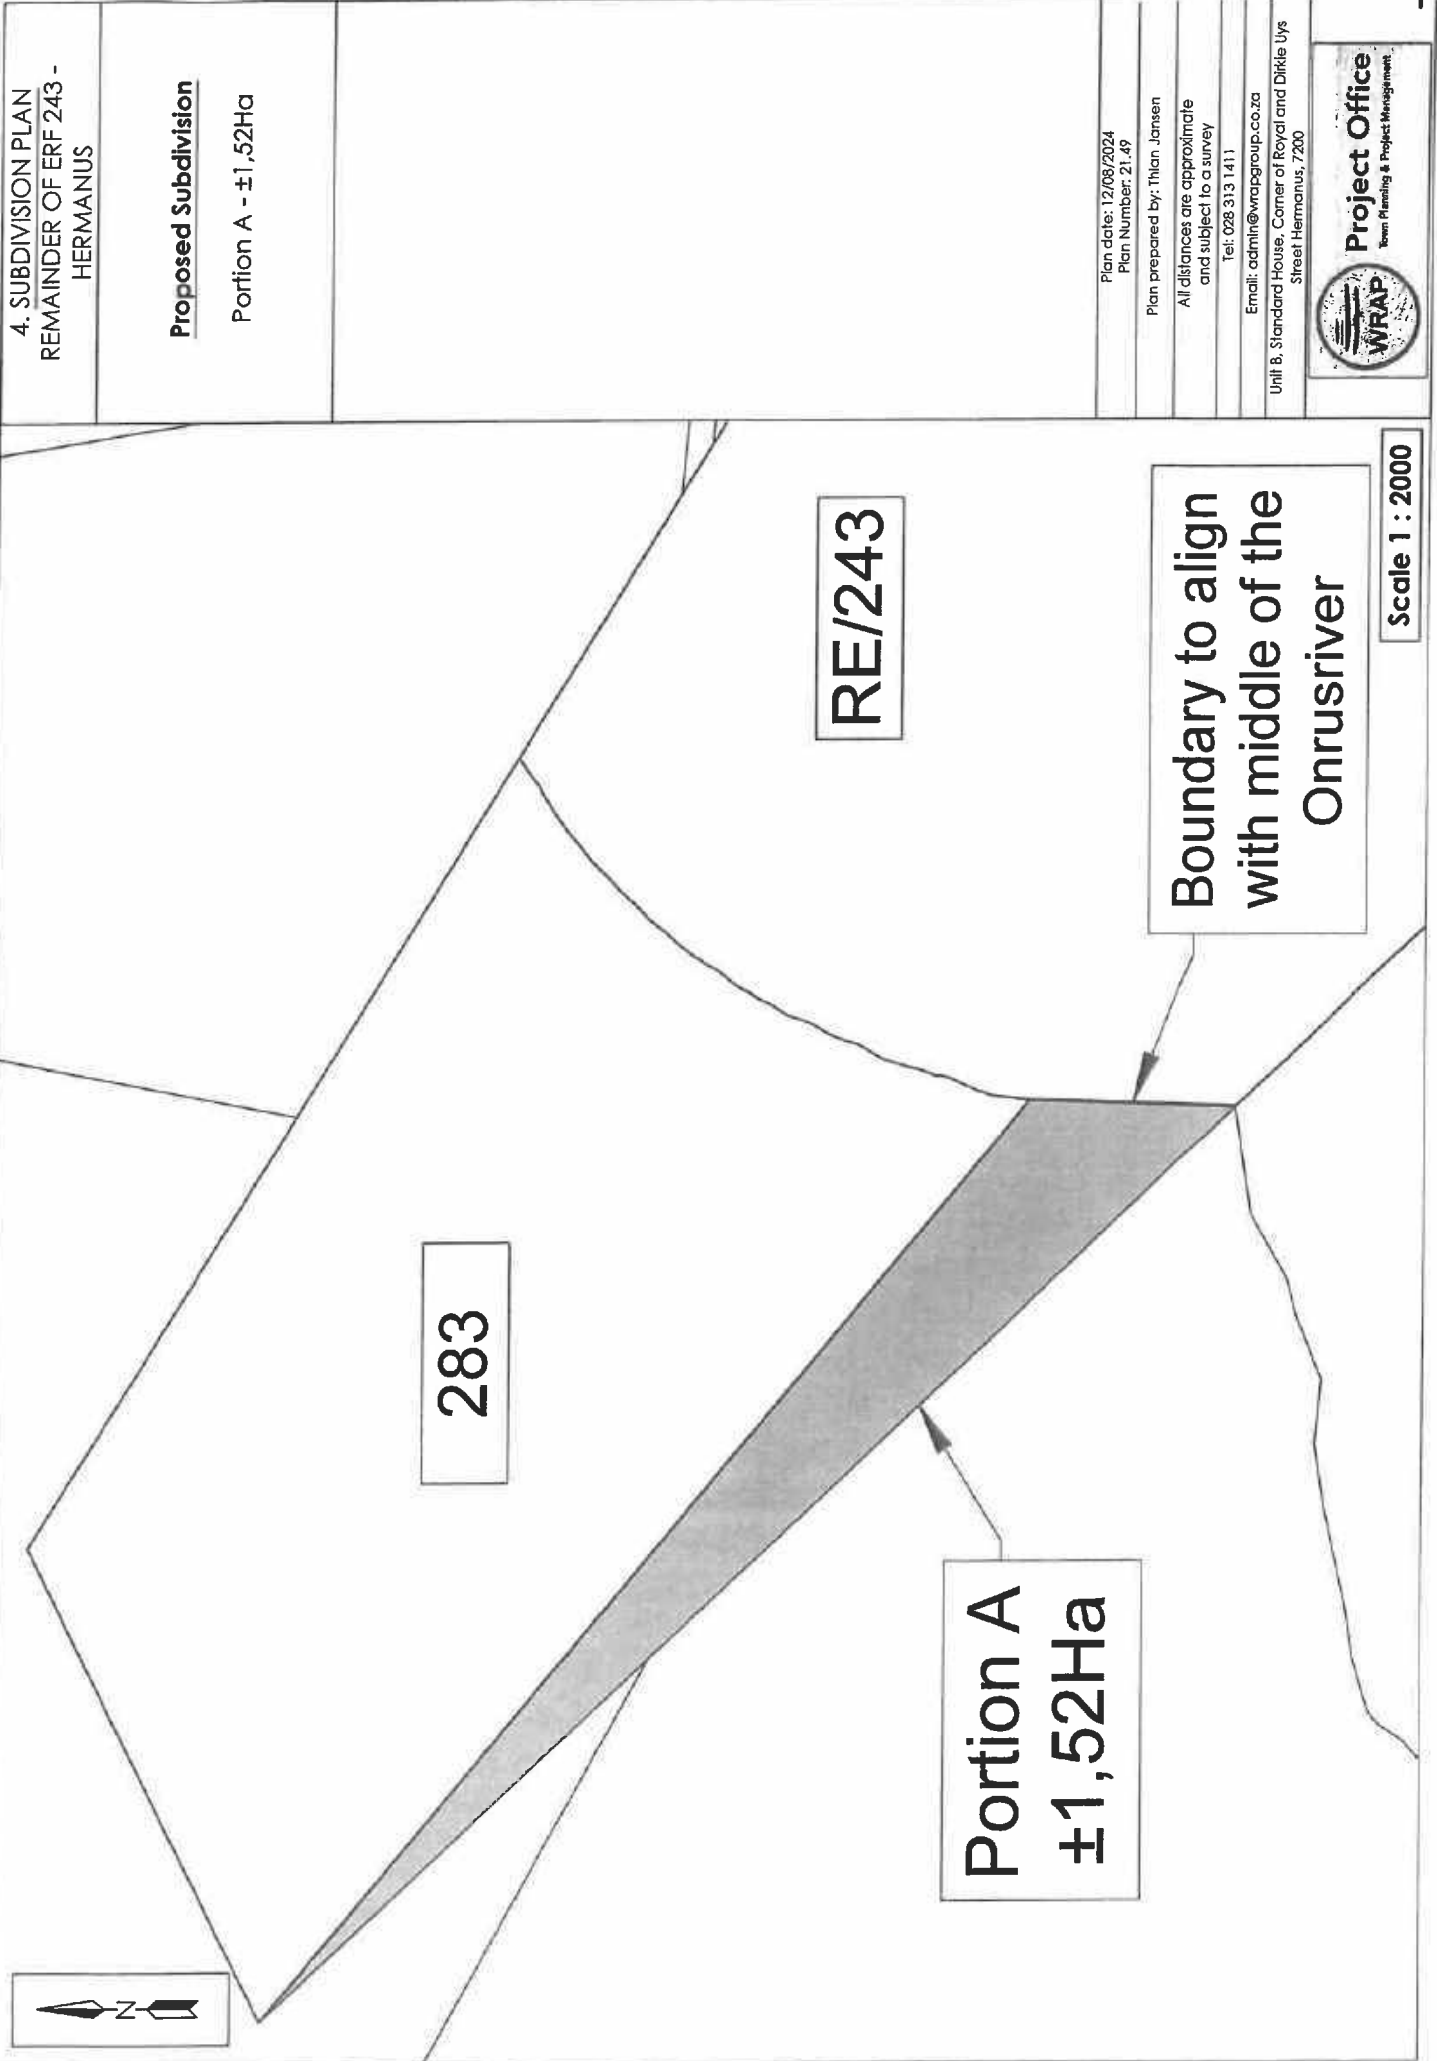 4. SUBDIVISION PLAN
REMAINDER OF ERF 243 -
HERMANUS
Proposed Subdivision
Portion A - ±1,52Ha
Plan date: 12/08/2024
Plan Number: 21.49
Plan prepared by: Thian Jansen
All distances are approximate
and subject to a survey
Tel: 028 313 1411
Email: admin@wrapgroup.co.za
Unit B, Standard House, Corner of Royal and Dirkie Uys
Street Hermanus, 7200
WRAP
Project Office
Town Planning & Project Management
N
283
RE/243
Portion A
±1,52Ha
Boundary to align
with middle of the
Onrusriver
Scale 1 : 2000